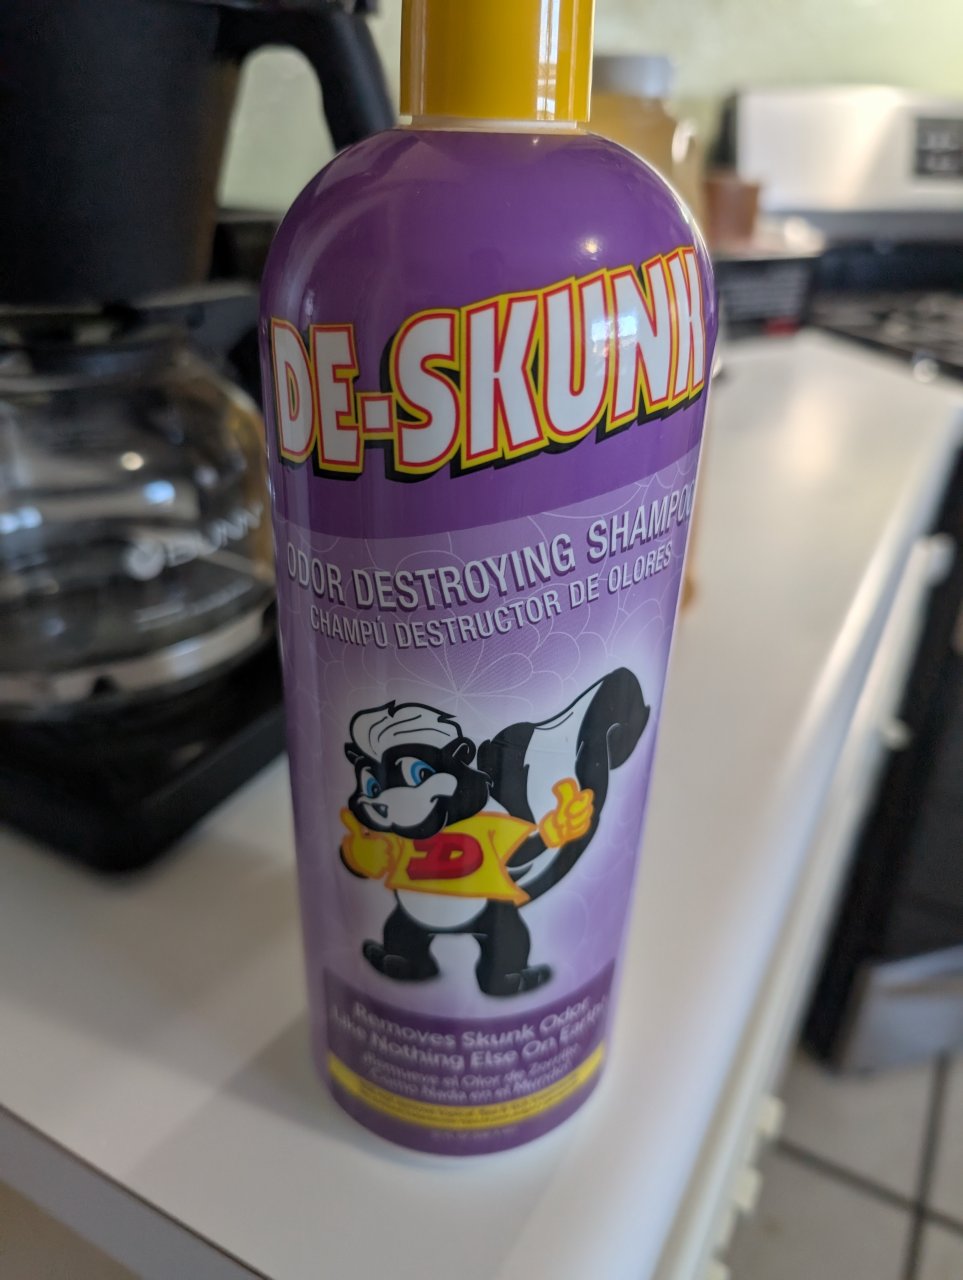 DE-SKUNK
ODOR DESTROYING SHAMPOO
CHAMPÚ DESTRUCTOR DE OLORES
D
BUNN
Removes Skunk Odor
Like Nothing Else On Earth!
¡Remueve el Olor de Zorrillo
Como Nada en el Mundo!